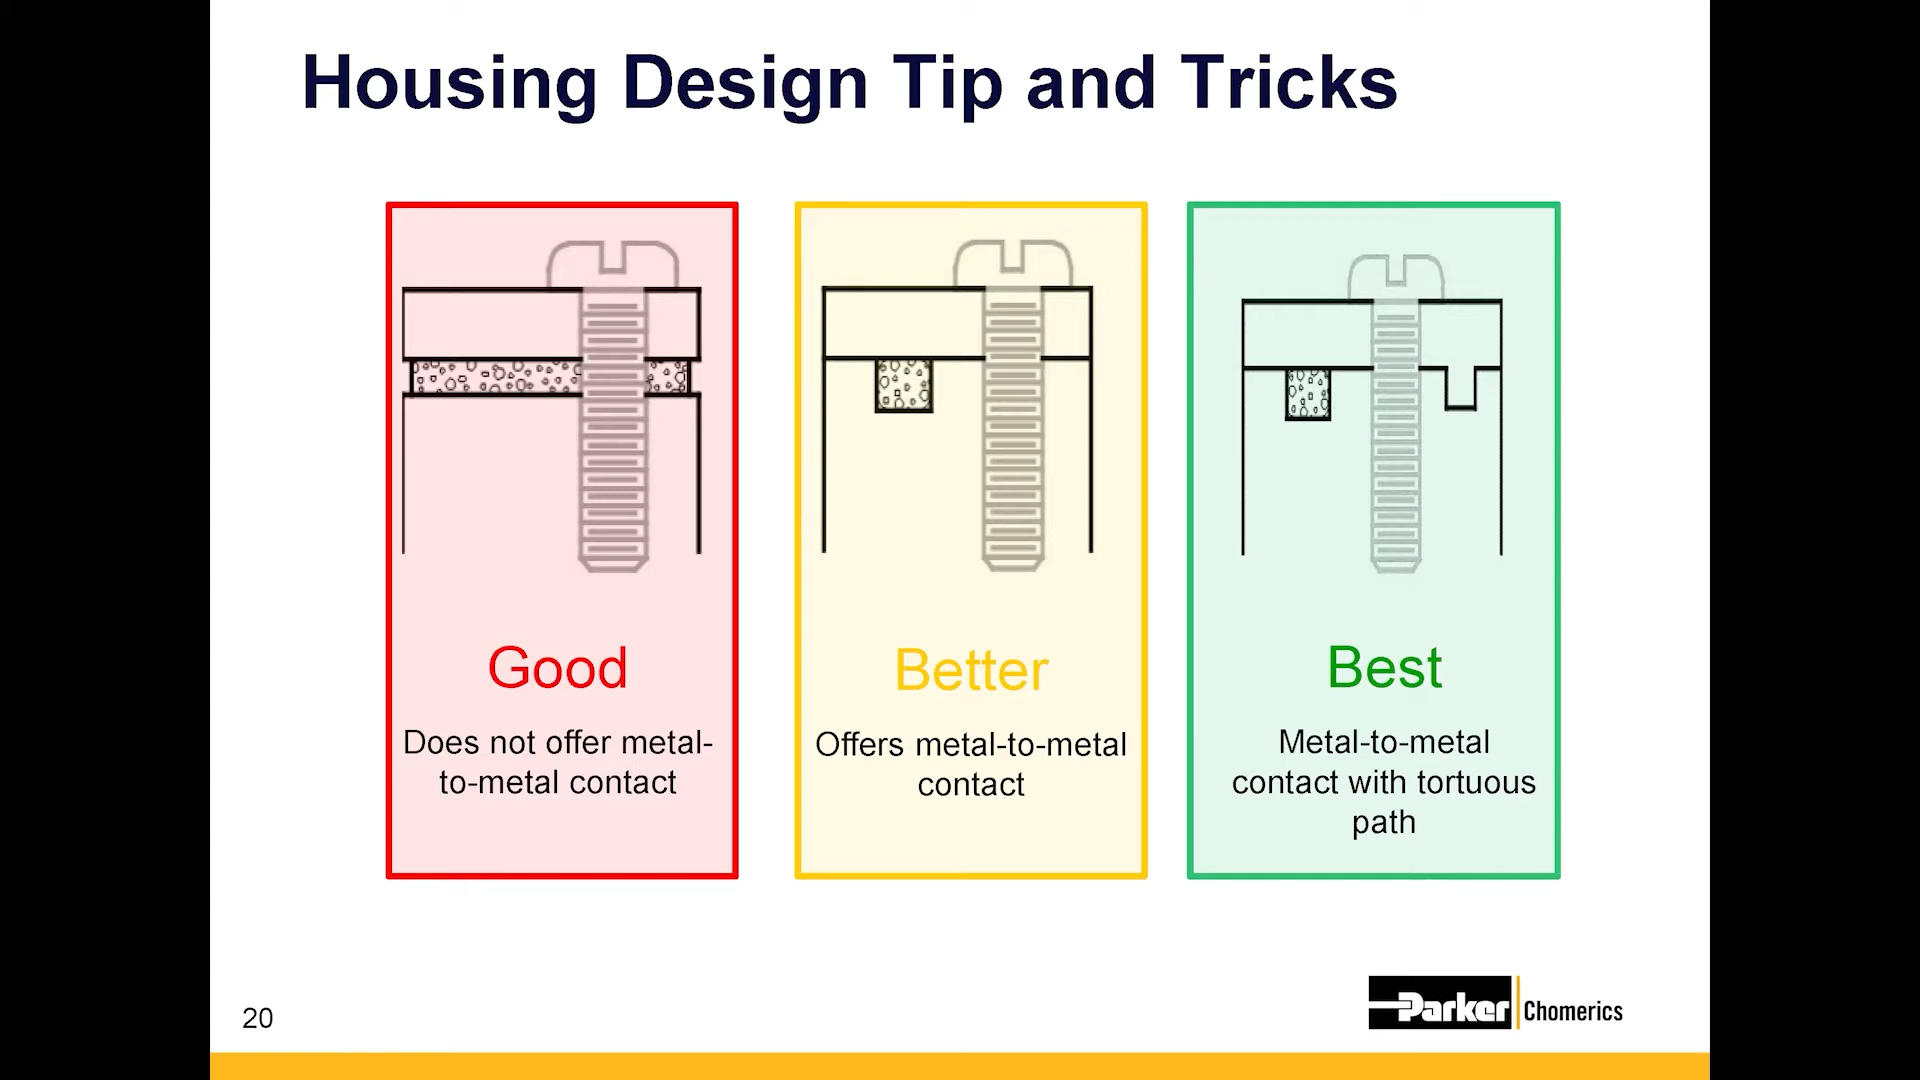 Housing Design Tip and Tricks
Good
Does not offer metal-
to-metal contact
Better
Offers metal-to-metal
contact
Best
Metal-to-metal
contact with tortuous
path
20
Parker
Chomerics